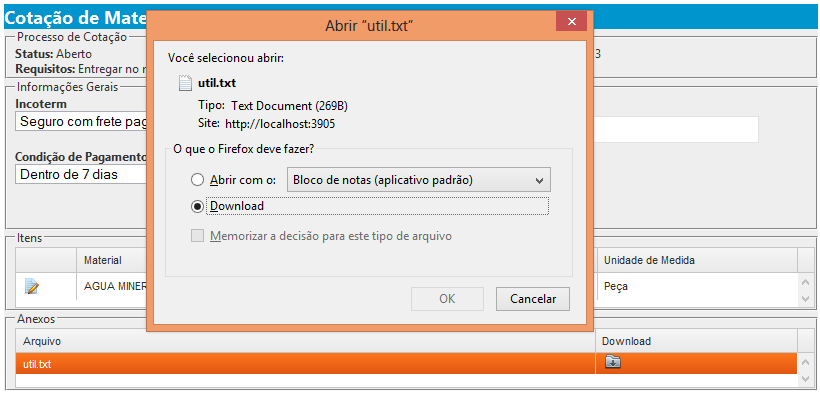 Cotação de Mate
Abrir “util.txt”
Processo de Cotação
Status: Aberto
3
Requisitos: Entregar no r
Você selecionou abrir:
util.txt
Tipo: Text Document (269B)
Site: http://localhost:3905
O que o Firefox deve fazer?
Abrir com o: Bloco de notas (aplicativo padrão)
Download
Memorizar a decisão para este tipo de arquivo
OK Cancelar
Informações Gerais
Incoterm
Seguro com frete pag
Condição de Pagamento
Dentro de 7 dias
Itens
Material Unidade de Medida
AGUA MINER Peça
Anexos
Arquivo Download
util.txt